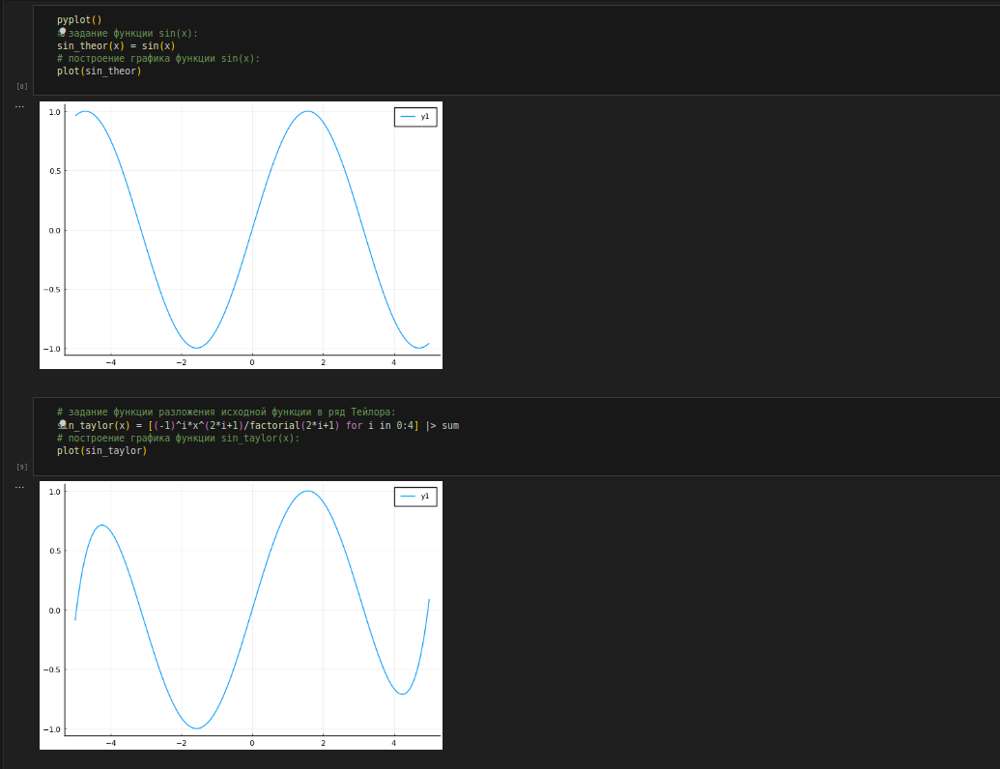 pyplot()
# задание функции sin(x):
sin_theor(x) = sin(x)
# построение графика функции sin(x):
plot(sin_theor)
[8]
...
y1
1.0
0.5
0.0
−0.5
−1.0
−4 −2 0 2 4
# задание функции разложения исходной функции в ряд Тейлора:
sin_taylor(x) = [(-1)^i*x^(2*i+1)/factorial(2*i+1) for i in 0:4] |> sum
# построение графика функции sin_taylor(x):
plot(sin_taylor)
[9]
...
y1
1.0
0.5
0.0
−0.5
−1.0
−4 −2 0 2 4